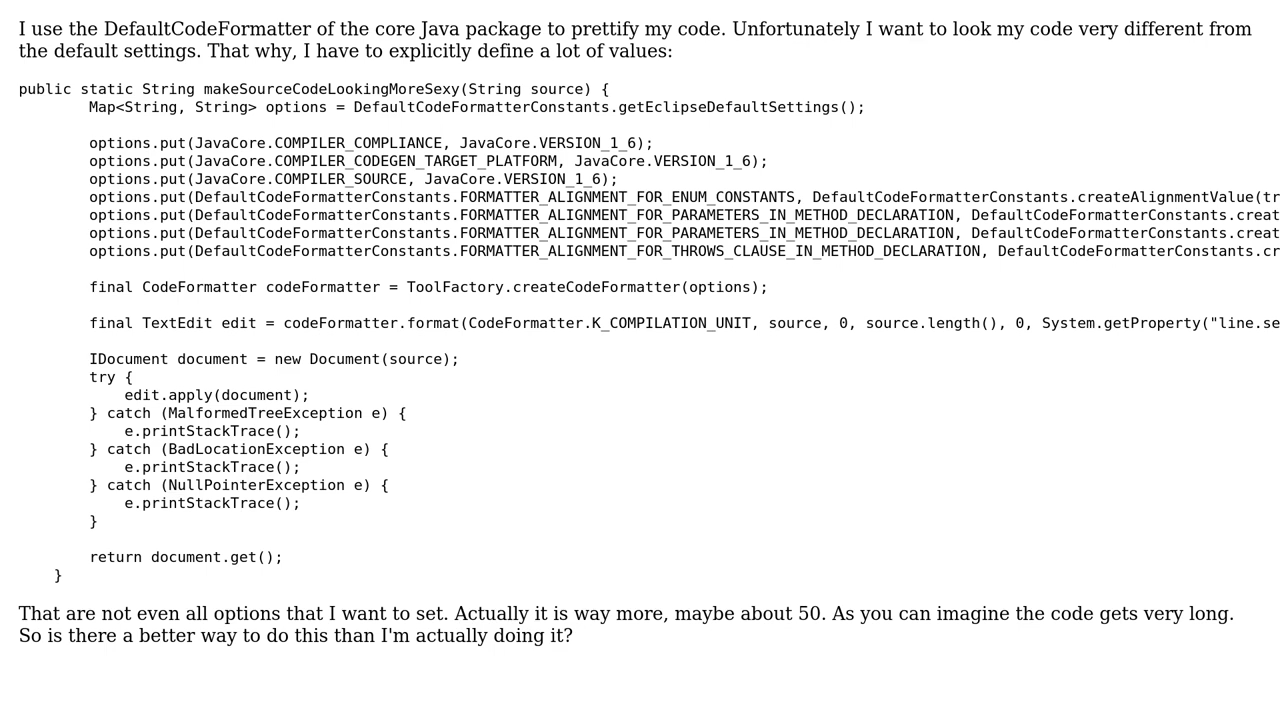 I use the DefaultCodeFormatter of the core Java package to prettify my code. Unfortunately I want to look my code very different from
the default settings. That why, I have to explicitly define a lot of values:
public static String makeSourceCodeLookingMoreSexy(String source) {
        Map<String, String> options = DefaultCodeFormatterConstants.getEclipseDefaultSettings();
        options.put(JavaCore.COMPILER_COMPLIANCE, JavaCore.VERSION_1_6);
        options.put(JavaCore.COMPILER_CODEGEN_TARGET_PLATFORM, JavaCore.VERSION_1_6);
        options.put(JavaCore.COMPILER_SOURCE, JavaCore.VERSION_1_6);
        options.put(DefaultCodeFormatterConstants.FORMATTER_ALIGNMENT_FOR_ENUM_CONSTANTS, DefaultCodeFormatterConstants.createAlignmentValue(tr
        options.put(DefaultCodeFormatterConstants.FORMATTER_ALIGNMENT_FOR_PARAMETERS_IN_METHOD_DECLARATION, DefaultCodeFormatterConstants.creat
        options.put(DefaultCodeFormatterConstants.FORMATTER_ALIGNMENT_FOR_PARAMETERS_IN_METHOD_DECLARATION, DefaultCodeFormatterConstants.creat
        options.put(DefaultCodeFormatterConstants.FORMATTER_ALIGNMENT_FOR_THROWS_CLAUSE_IN_METHOD_DECLARATION, DefaultCodeFormatterConstants.cr
        final CodeFormatter codeFormatter = ToolFactory.createCodeFormatter(options);
        final TextEdit edit = codeFormatter.format(CodeFormatter.K_COMPILATION_UNIT, source, 0, source.length(), 0, System.getProperty("line.se
        IDocument document = new Document(source);
        try {
            edit.apply(document);
        } catch (MalformedTreeException e) {
            e.printStackTrace();
        } catch (BadLocationException e) {
            e.printStackTrace();
        } catch (NullPointerException e) {
            e.printStackTrace();
        }
        return document.get();
    }
That are not even all options that I want to set. Actually it is way more, maybe about 50. As you can imagine the code gets very long.
So is there a better way to do this than I'm actually doing it?